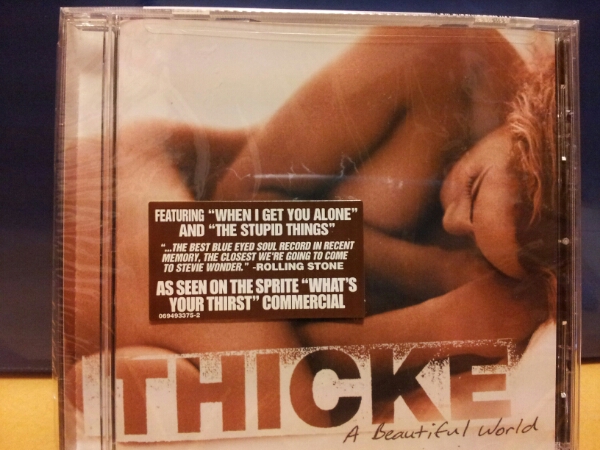 FEATURING "WHEN I GET YOU ALONE"
AND "THE STUPID THINGS"
"...THE BEST BLUE EYED SOUL RECORD IN RECENT
MEMORY, THE CLOSEST WE'RE GOING TO COME
TO STEVIE WONDER." -ROLLING STONE
AS SEEN ON THE SPRITE "WHAT'S
YOUR THIRST" COMMERCIAL
069493375-2
THICKE
A Beautiful World